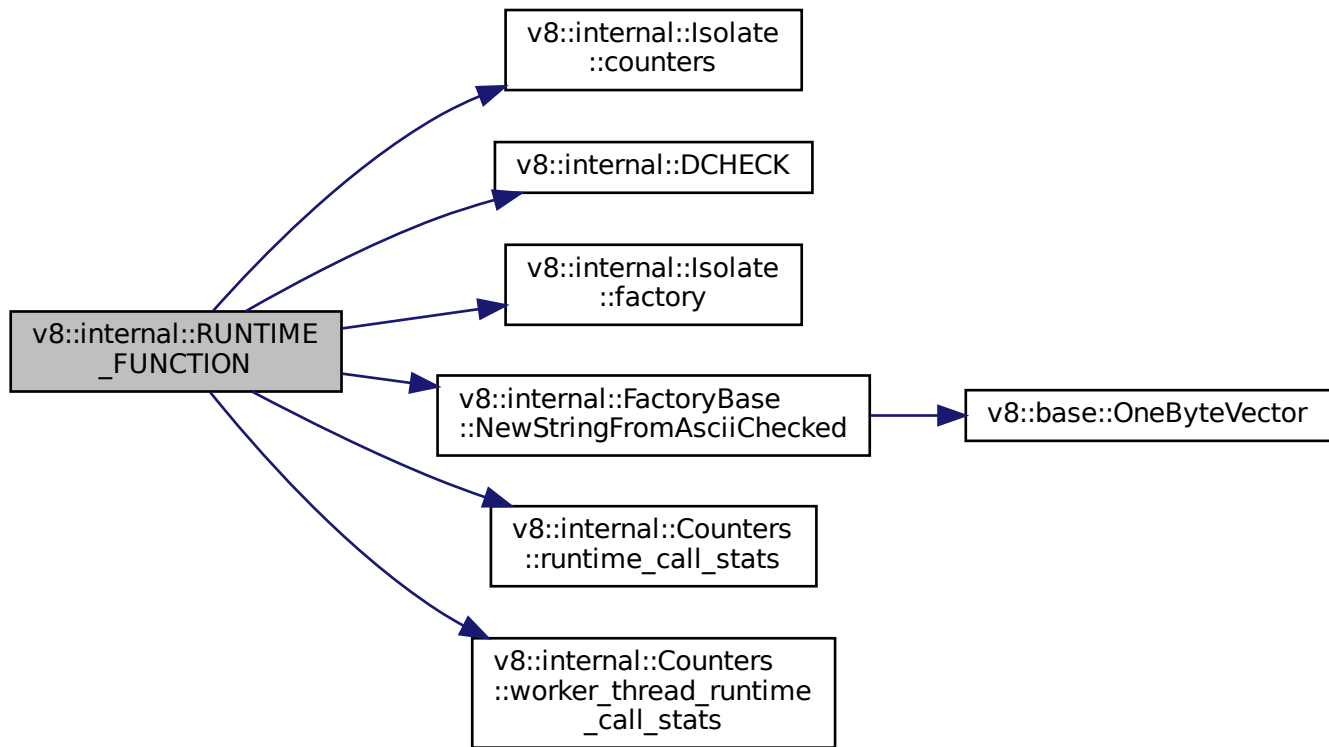 v8::internal::Isolate
::counters
v8::internal::DCHECK
v8::internal::Isolate
::factory
v8::internal::RUNTIME
_FUNCTION
v8::internal::FactoryBase
::NewStringFromAsciiChecked
v8::base::OneByteVector
v8::internal::Counters
::runtime_call_stats
v8::internal::Counters
::worker_thread_runtime
_call_stats